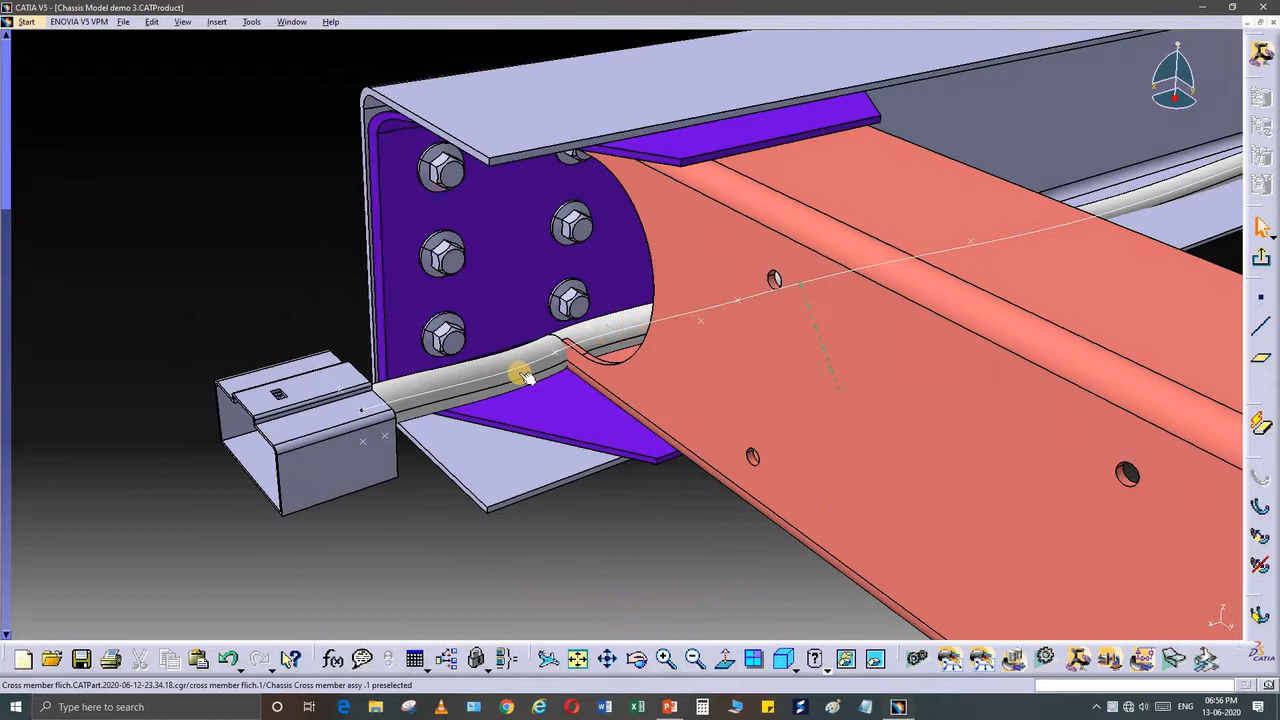 CATIA V5 - [Chassis Model demo 3.CATProduct]
Start ENOVIA V5 VPM File Edit View Insert Tools Window Help
z
x y
f(x)
CATIA
Cross member flich.CATPart.2020-06-12-23.34.18.cgr/cross member flich.1/Chassis Cross member assy .1 preselected
Type here to search
ENG
06:56 PM
13-06-2020